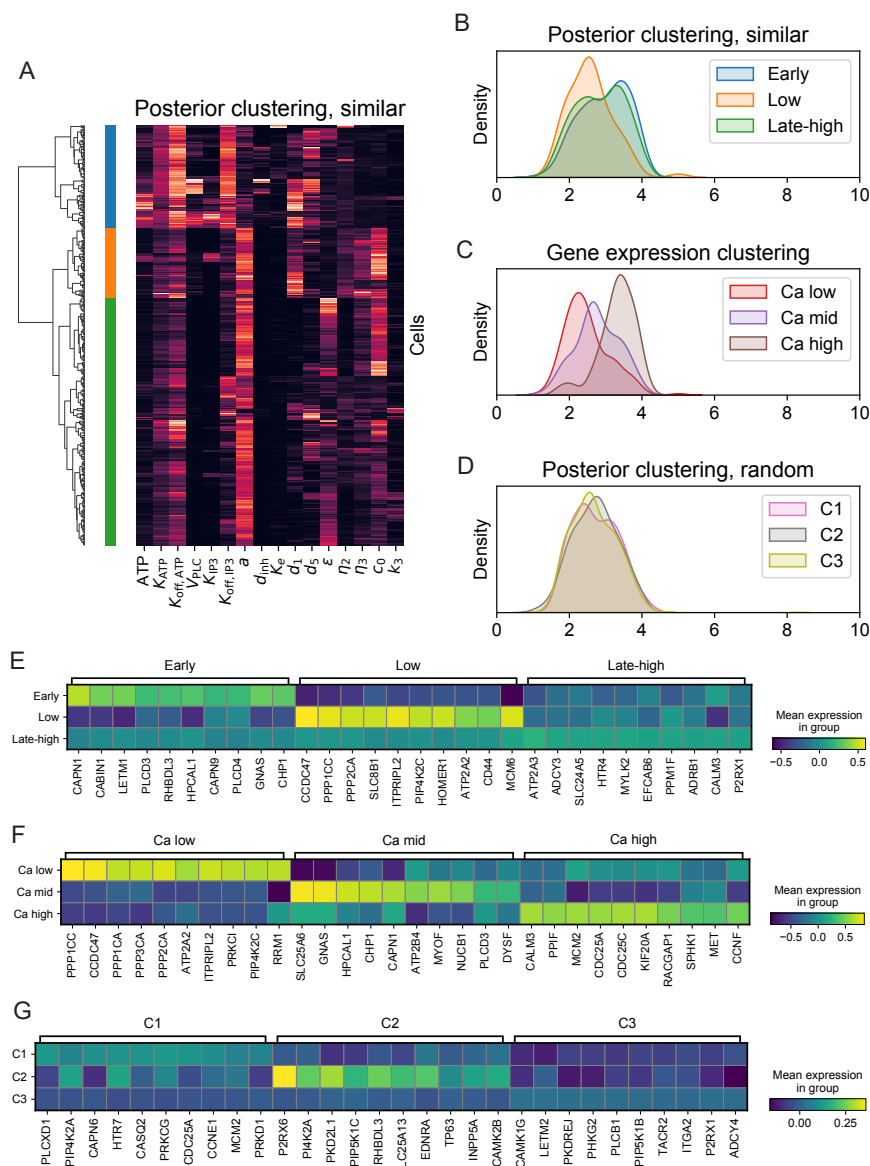 A
Posterior clustering, similar
Cells
ATP K_ATP K_off, ATP V_PLC K_IP3 K_off, IP3 a d_inh K_e d_1 d_5 ε η_2 η_3 c_0 k_3
B
Posterior clustering, similar
Density
Early
Low
Late-high
0 2 4 6 8 10
C
Gene expression clustering
Density
Ca low
Ca mid
Ca high
0 2 4 6 8 10
D
Posterior clustering, random
Density
C1
C2
C3
0 2 4 6 8 10
E
Early Low Late-high
Early
Low
Late-high
CAPN1 CABIN1 LETM1 PLCD3 RHBDL3 HPCAL1 CAPN9 PLCD4 GNAS CHP1 CCDC47 PPP1CC PPP2CA SLC8B1 ITPRIPL2 PIP4K2C HOMER1 ATP2A2 CD44 MCM6 ATP2A3 ADCY3 SLC24A5 HTR4 MYLK2 EFCAB6 PPM1F ADRB1 CALM3 P2RX1
Mean expression
in group
−0.5 0.0 0.5
F
Ca low Ca mid Ca high
Ca low
Ca mid
Ca high
PPP1CC CCDC47 PPP1CA PPP3CA PPP2CA ATP2A2 ITPRIPL2 PRKCI PIP4K2C RRM1 SLC25A6 GNAS HPCAL1 CHP1 CAPN1 ATP2B4 MYOF NUCB1 PLCD3 DYSF CALM3 PPIF MCM2 CDC25A CDC25C KIF20A RACGAP1 SPHK1 MET CCNF
Mean expression
in group
−0.5 0.0 0.5
G
C1 C2 C3
C1
C2
C3
PLCXD1 PIP4K2A CAPN6 HTR7 CASQ2 PRKCG CDC25A CCNE1 MCM2 PRKD1 P2RX6 PI4K2A PKD2L1 PIP5K1C RHBDL3 LC25A13 EDNRA TP63 INPP5A CAMK2B CAMK1G LETM2 PKDREJ PHKG2 PLCB1 PIP5K1B TACR2 ITGA2 P2RX1 ADCY4
Mean expression
in group
0.00 0.25